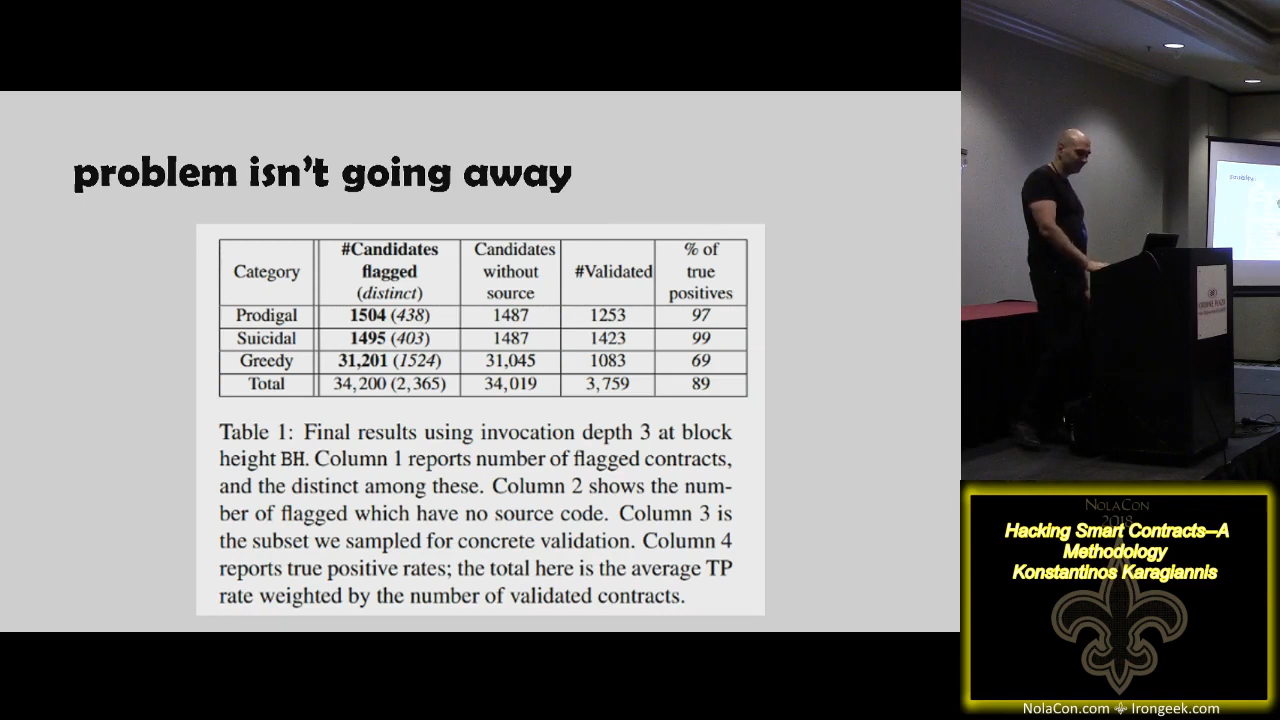 problem isn't going away
Category #Candidates flagged (distinct) Candidates without source #Validated % of true positives
Prodigal 1504 (438) 1487 1253 97
Suicidal 1495 (403) 1487 1423 99
Greedy 31,201 (1524) 31,045 1083 69
Total 34,200 (2,365) 34,019 3,759 89
Table 1: Final results using invocation depth 3 at block
height BH. Column 1 reports number of flagged contracts,
and the distinct among these. Column 2 shows the num-
ber of flagged which have no source code. Column 3 is
the subset we sampled for concrete validation. Column 4
reports true positive rates; the total here is the average TP
rate weighted by the number of validated contracts.
CROWNE PLAZA
NOLACON
2018
Hacking Smart Contracts—A
Methodology
Konstantinos Karagiannis
NolaCon.com Irongeek.com